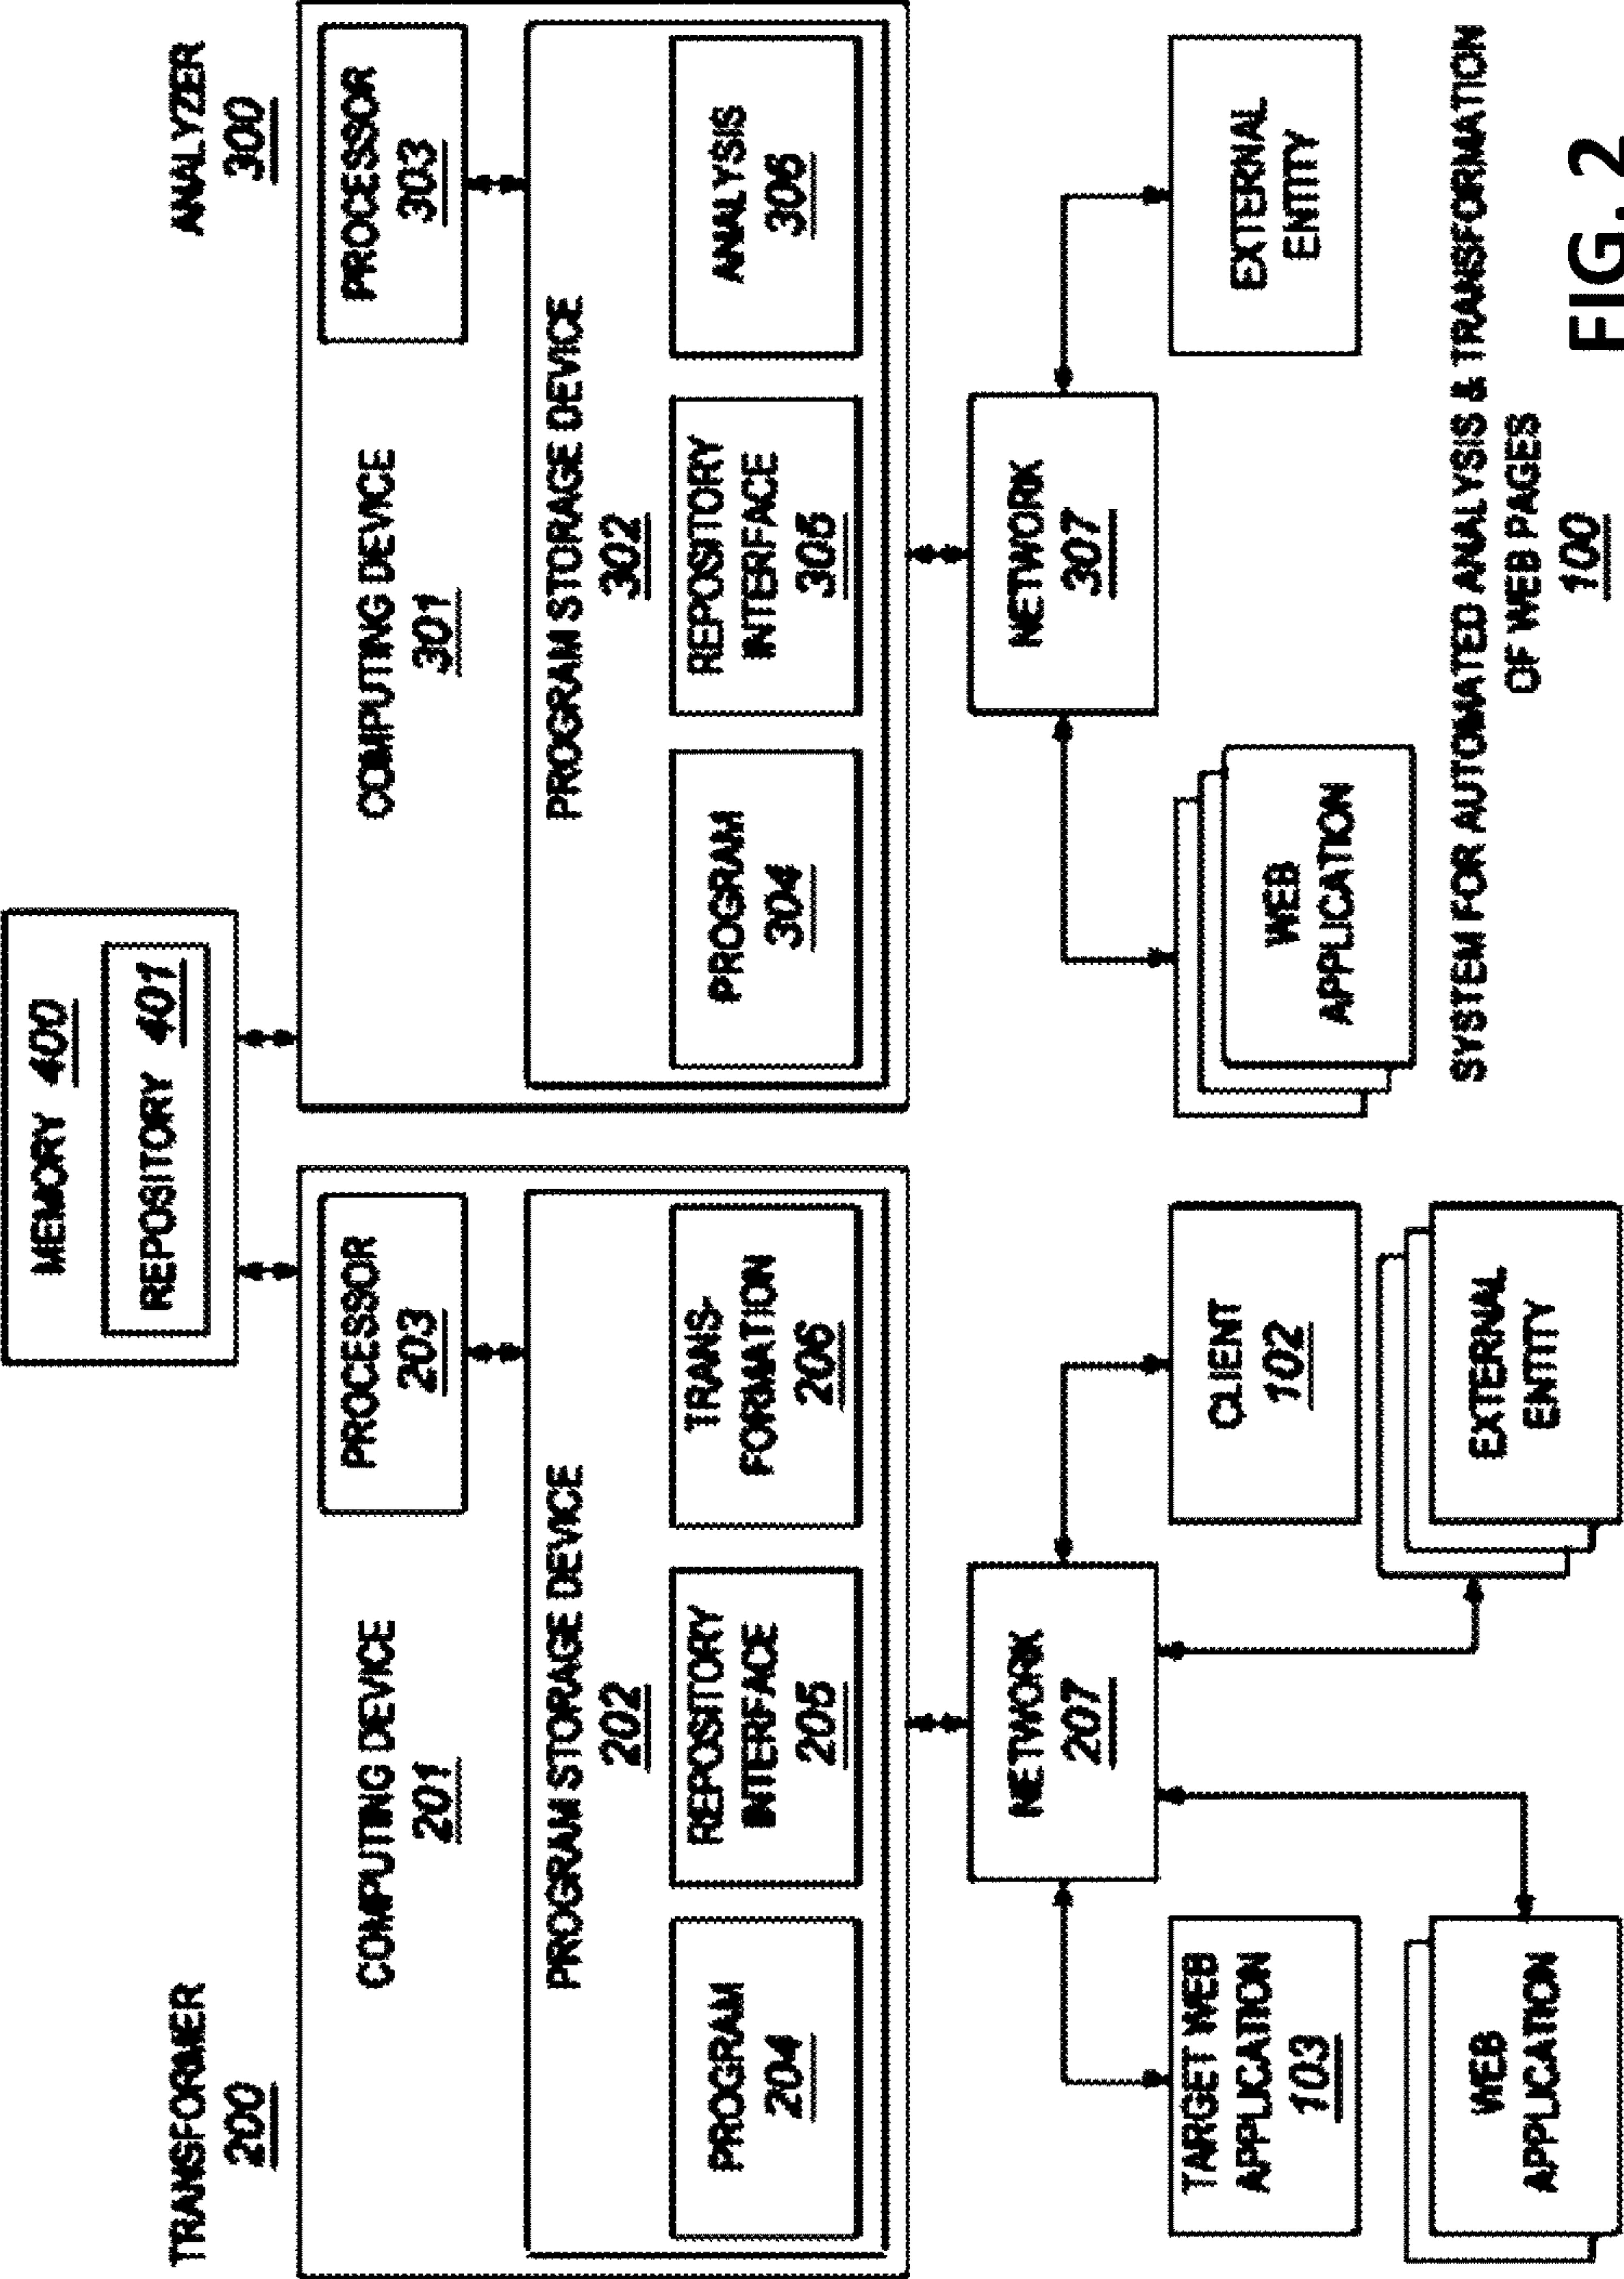 MEMORY 400
REPOSITORY 401
TRANSFORMER
200
COMPUTING DEVICE
201
PROCESSOR
203
PROGRAM STORAGE DEVICE
202
PROGRAM
204
REPOSITORY
INTERFACE
205
TRANS-
FORMATION
206
NETWORK
207
TARGET WEB
APPLICATION
103
CLIENT
102
WEB
APPLICATION
EXTERNAL
ENTITY
ANALYZER
300
COMPUTING DEVICE
301
PROCESSOR
303
PROGRAM STORAGE DEVICE
302
PROGRAM
304
REPOSITORY
INTERFACE
305
ANALYSIS
306
NETWORK
307
WEB
APPLICATION
EXTERNAL
ENTITY
SYSTEM FOR AUTOMATED ANALYSIS & TRANSFORMATION
OF WEB PAGES
100
FIG. 2